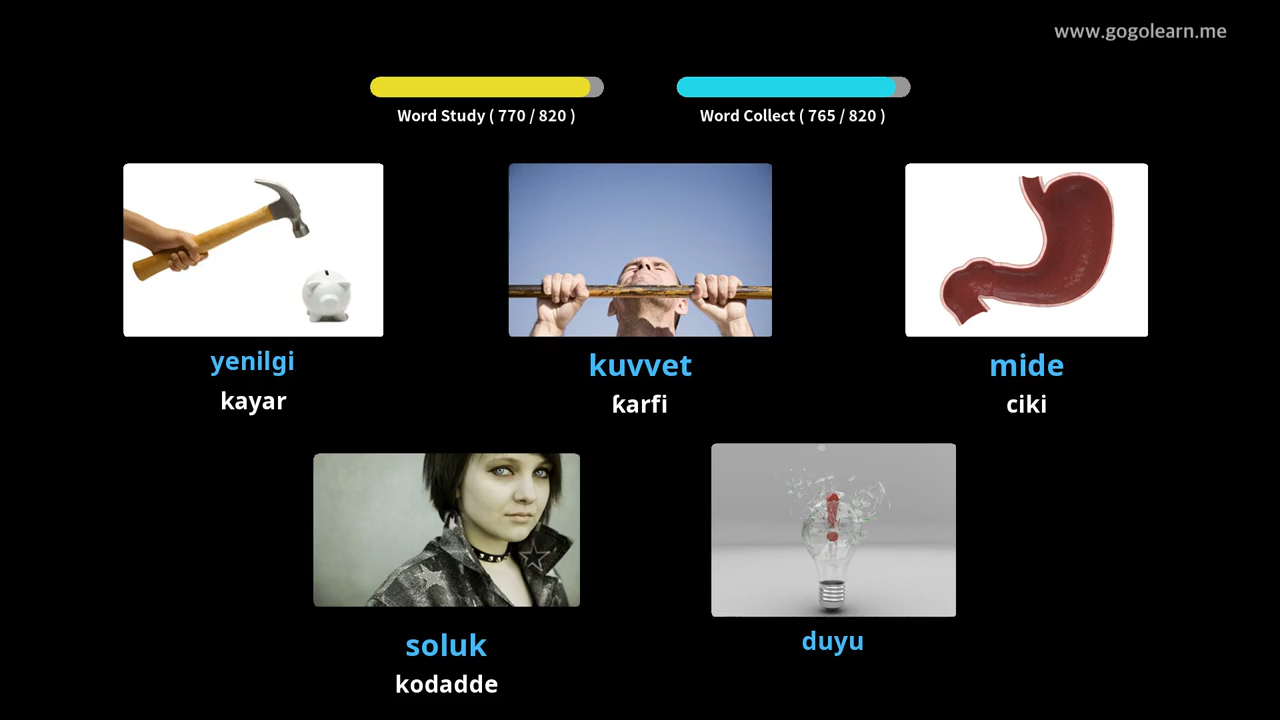 www.gogolearn.me
Word Study ( 770 / 820 )
Word Collect ( 765 / 820 )
yenilgi
kayar
kuvvet
ƙarfi
mide
ciki
soluk
kodadde
duyu